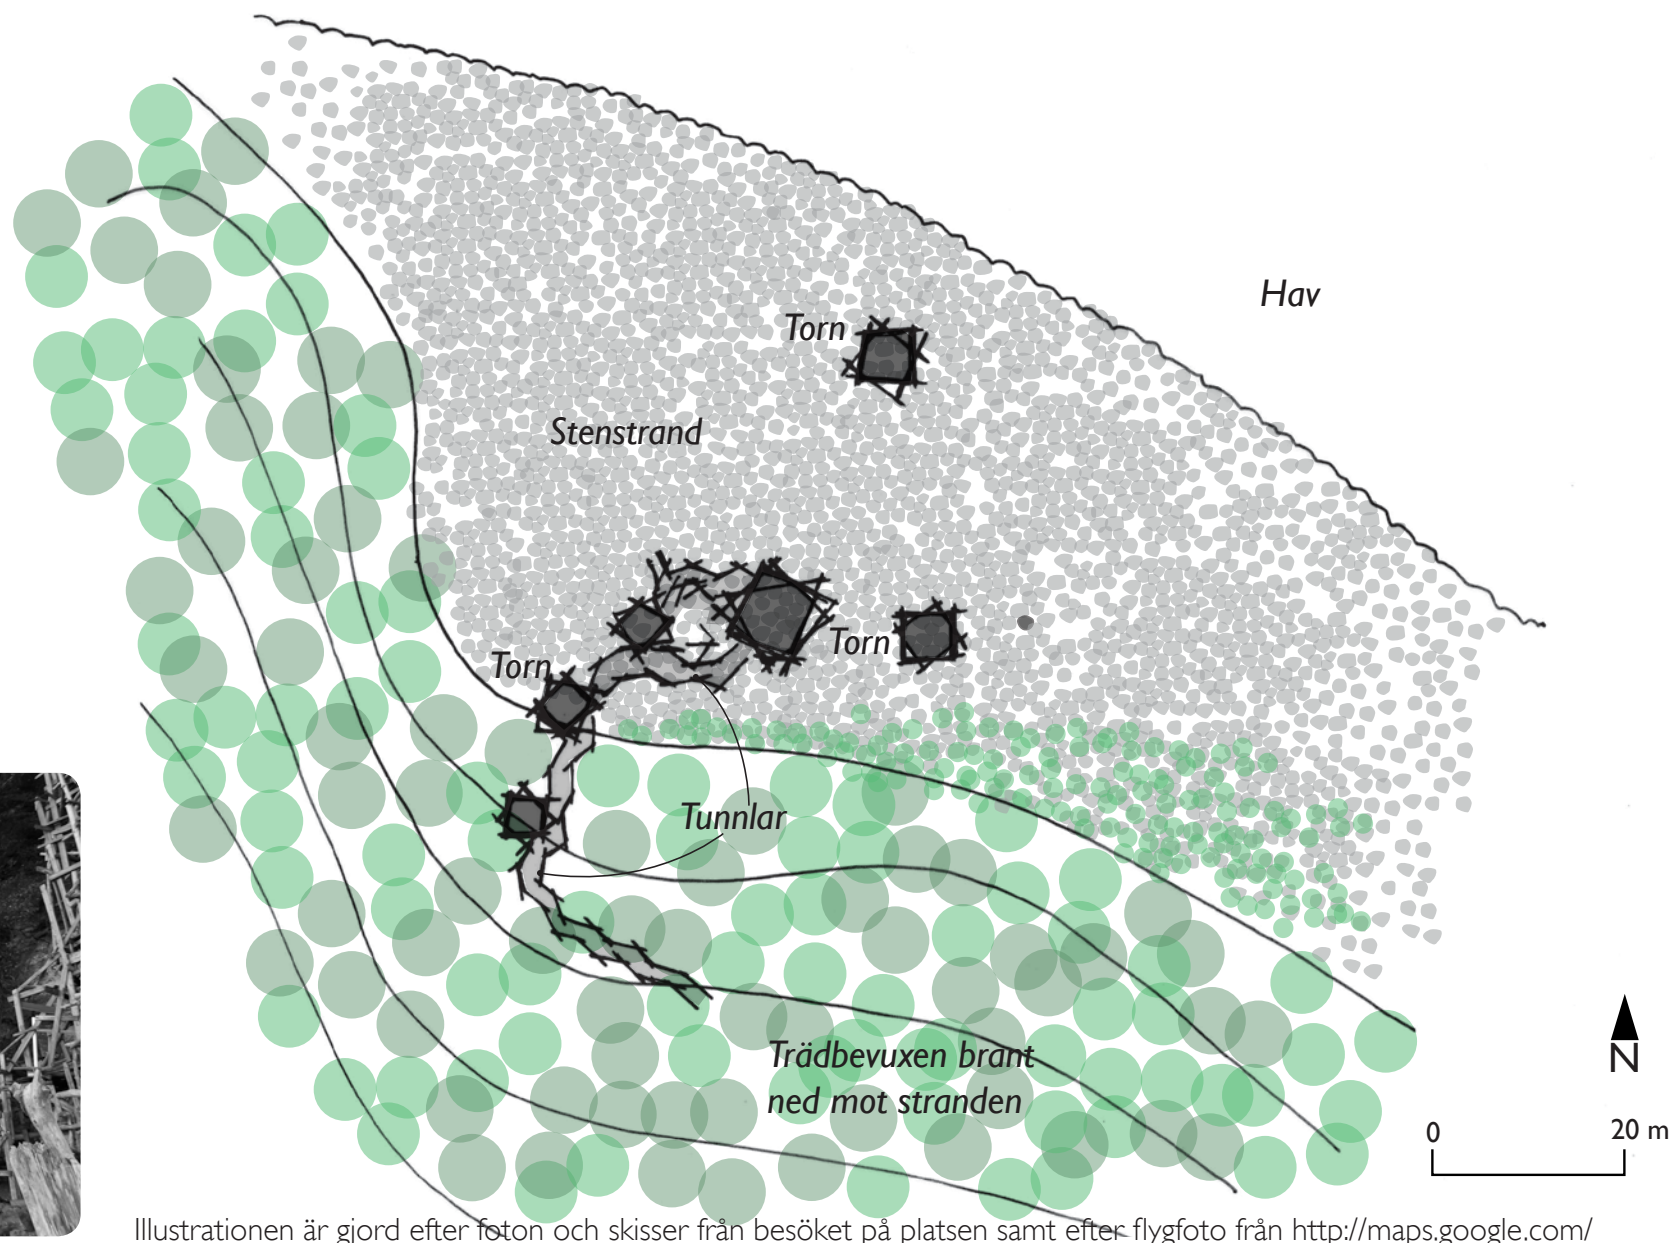 Hav
Torn
Stenstrand
Torn
Torn
Tunnlar
Trädbevuxen brant
ned mot stranden
N
0 20 m
Illustrationen är gjord efter foton och skisser från besöket på platsen samt efter flygfoto från http://maps.google.com/